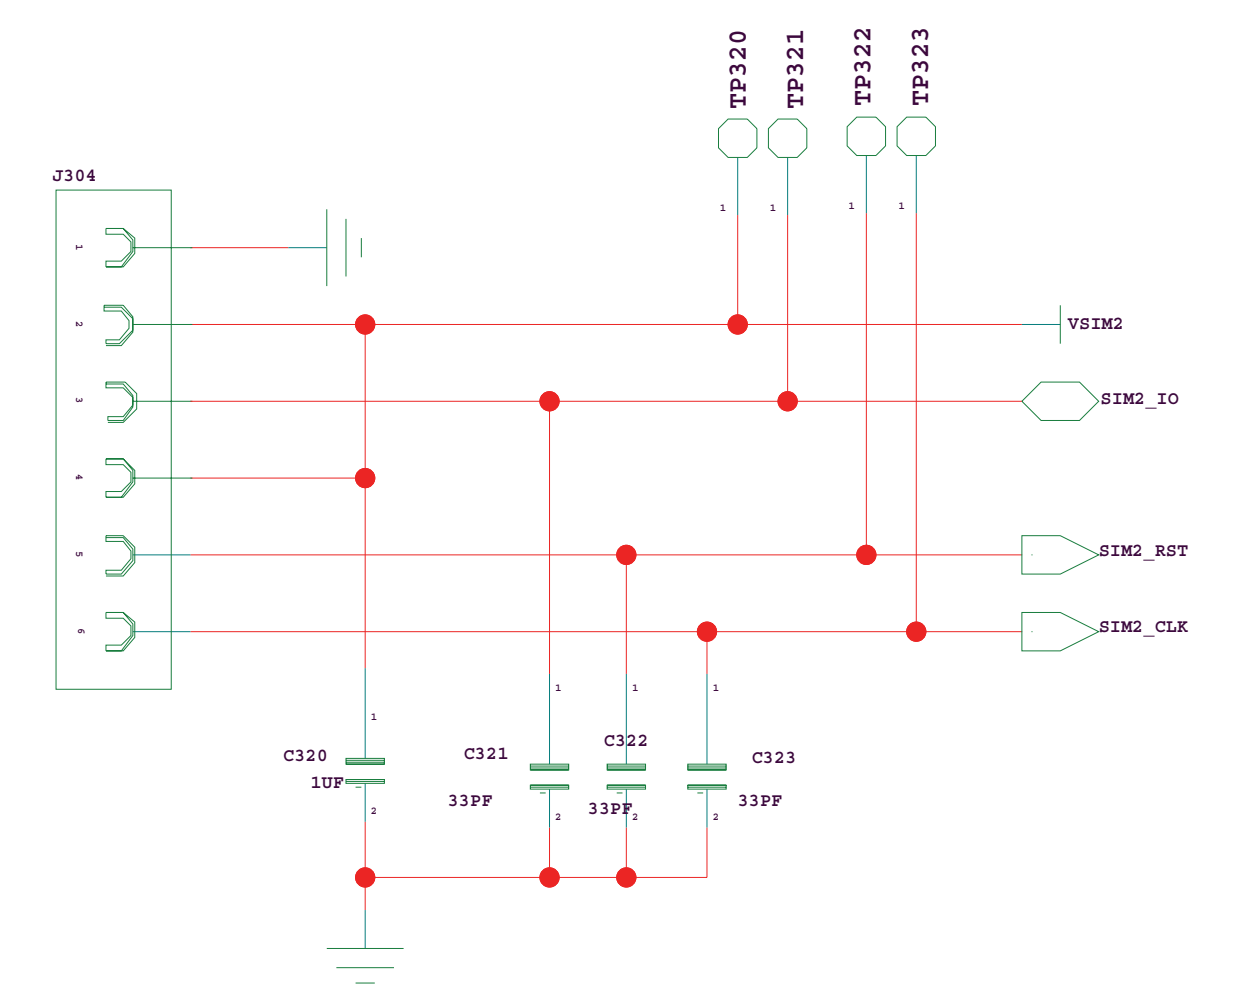 TP320
TP321
TP322
TP323
J304
1
1
1
1
1
2
VSIM2
3
SIM2_IO
4
5
SIM2_RST
6
SIM2_CLK
1
1
1
1
C320
C321
C322
C323
1UF
33PF
33PF
33PF
2
2
2
2